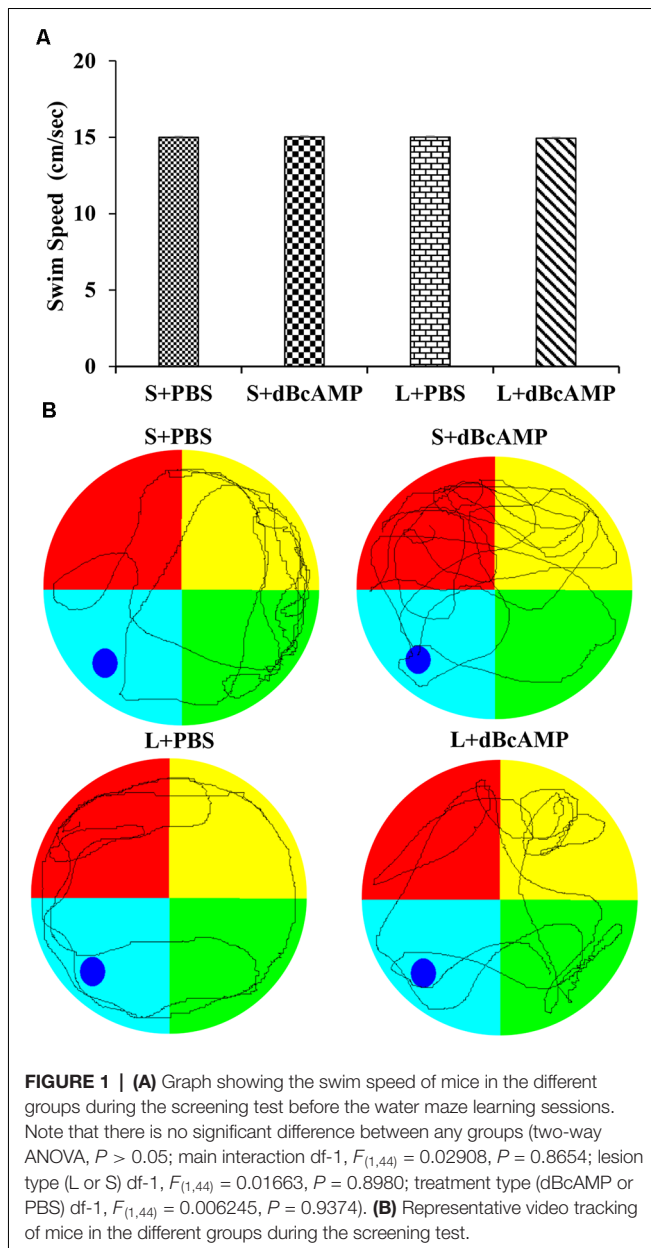 A
20
15
10
5
0
Swim Speed (cm/sec)
S+PBS S+dBcAMP L+PBS L+dBcAMP
B
S+PBS S+dBcAMP
L+PBS L+dBcAMP
FIGURE 1 | (A) Graph showing the swim speed of mice in the different
groups during the screening test before the water maze learning sessions.
Note that there is no significant difference between any groups (two-way
ANOVA, P > 0.05; main interaction df-1, F(1,44) = 0.02908, P = 0.8654; lesion
type (L or S) df-1, F(1,44) = 0.01663, P = 0.8980; treatment type (dBcAMP or
PBS) df-1, F(1,44) = 0.006245, P = 0.9374). (B) Representative video tracking
of mice in the different groups during the screening test.